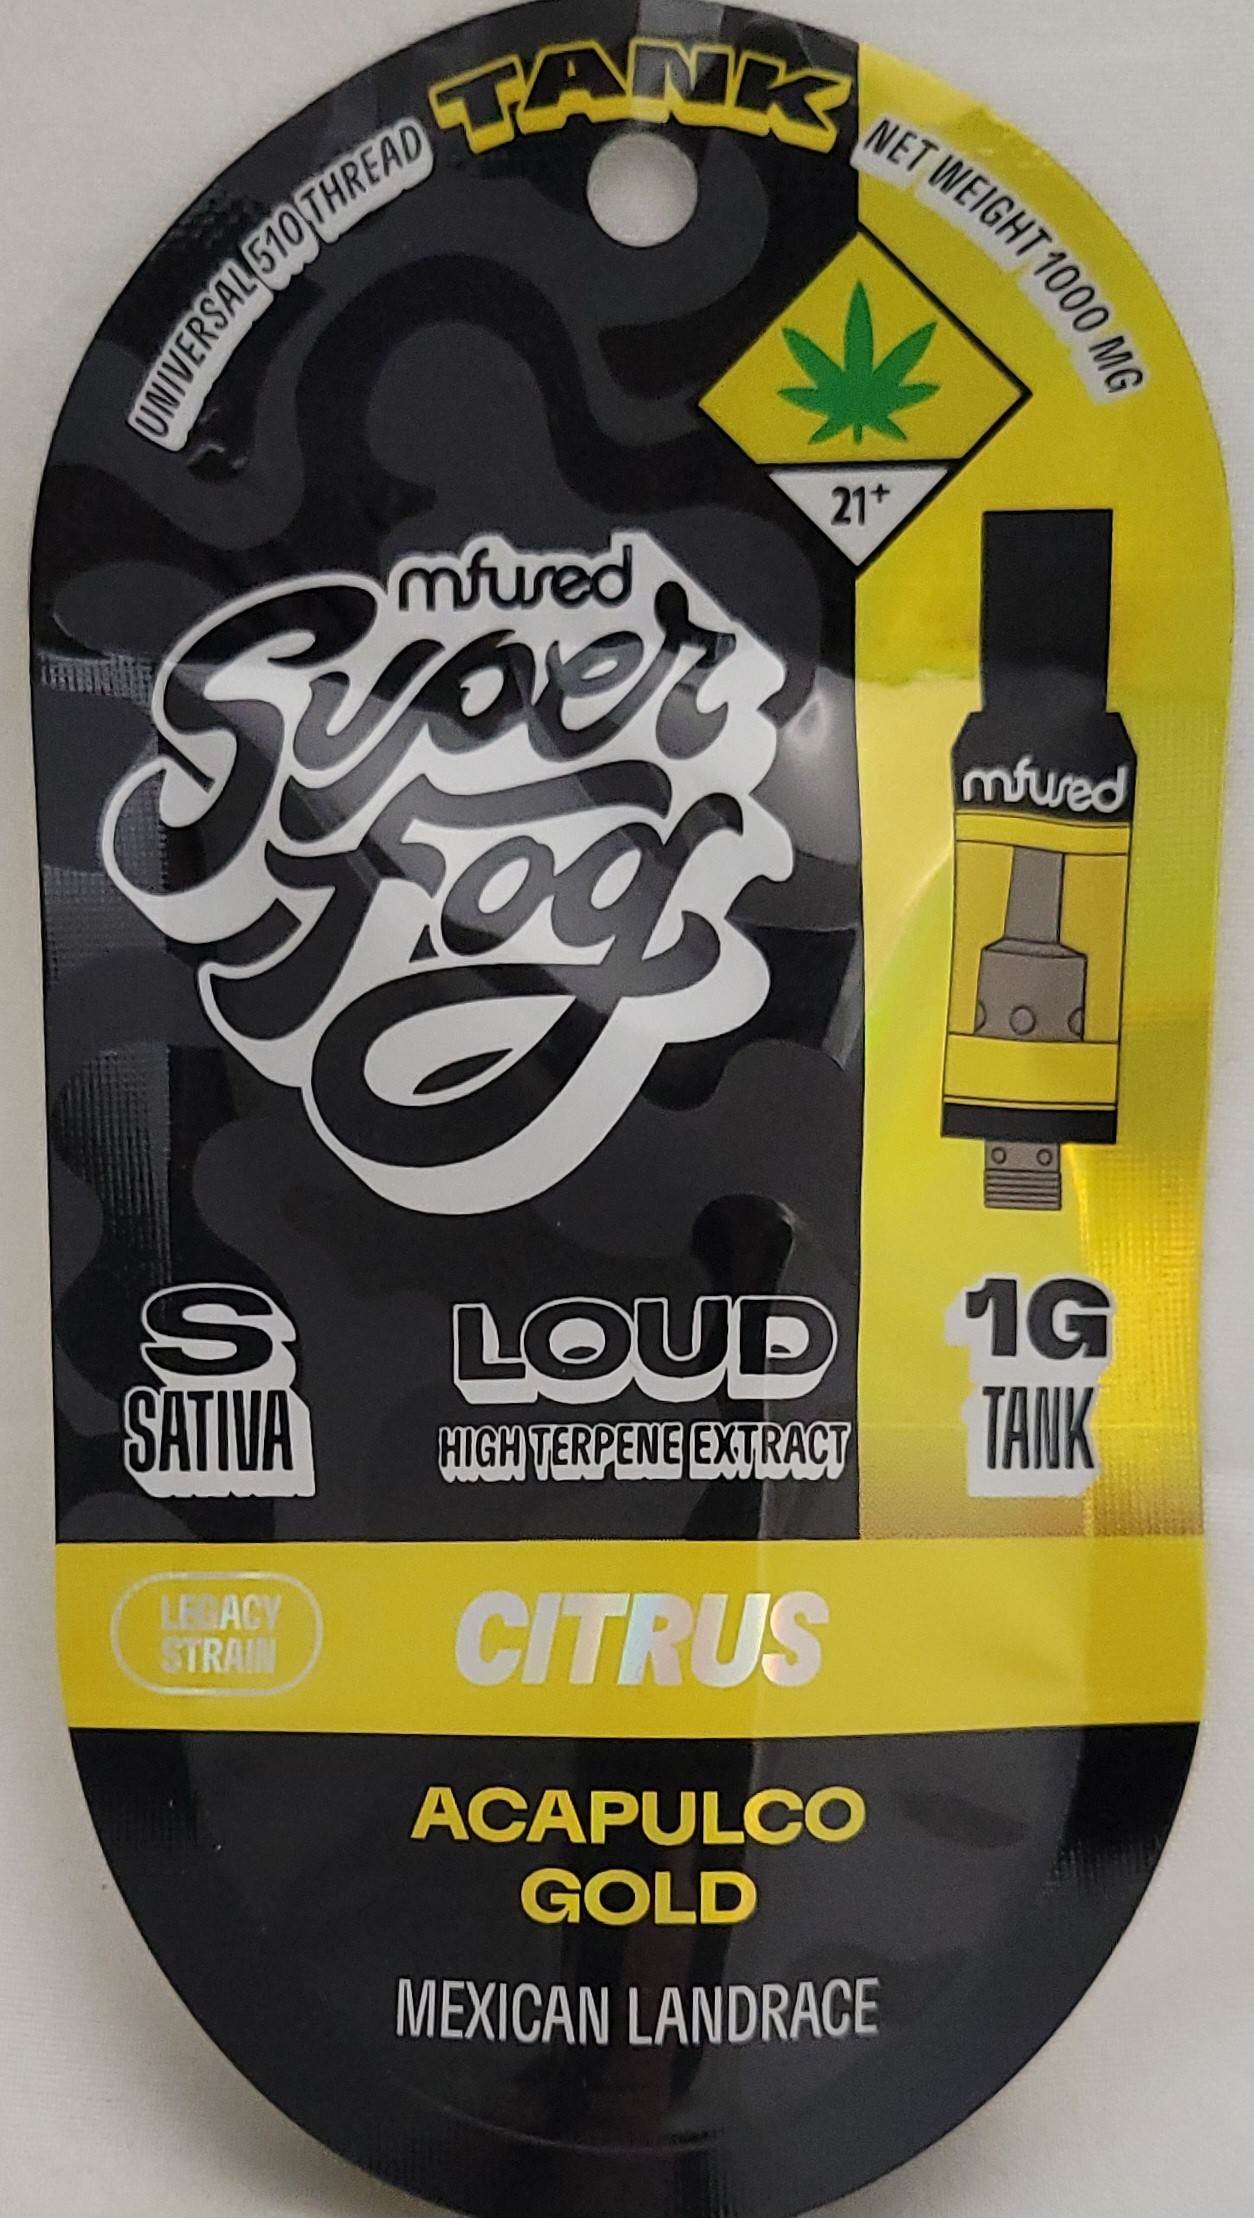 TANK
UNIVERSAL 510 THREAD
NET WEIGHT 1000 MG
21+
mfused
Super
Fog
mfused
S
SATIVA
LOUD
HIGH TERPENE EXTRACT
1G
TANK
LEGACY
STRAIN
CITRUS
ACAPULCO
GOLD
MEXICAN LANDRACE